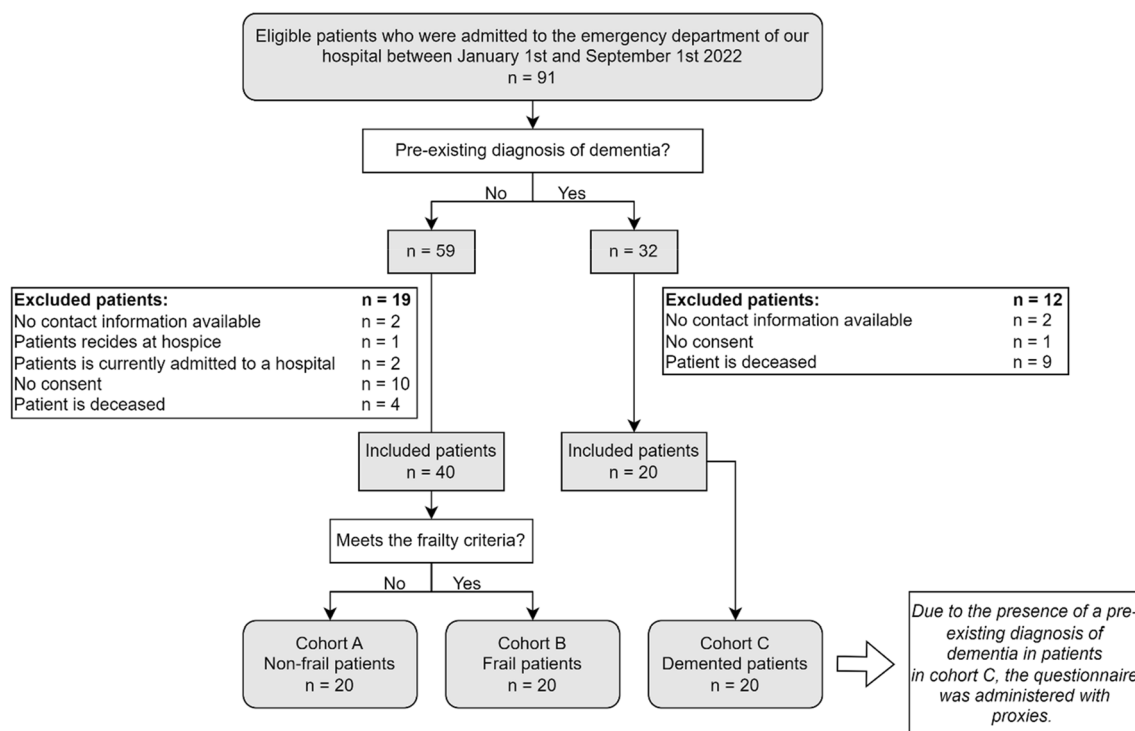 Eligible patients who were admitted to the emergency department of our
hospital between January 1st and September 1st 2022
n = 91
Pre-existing diagnosis of dementia?
No
Yes
n = 59
n = 32
Excluded patients: n = 19
No contact information available n = 2
Patients recides at hospice n = 1
Patients is currently admitted to a hospital n = 2
No consent n = 10
Patient is deceased n = 4
Excluded patients: n = 12
No contact information available n = 2
No consent n = 1
Patient is deceased n = 9
Included patients
n = 40
Included patients
n = 20
Meets the frailty criteria?
No
Yes
Cohort A
Non-frail patients
n = 20
Cohort B
Frail patients
n = 20
Cohort C
Demented patients
n = 20
Due to the presence of a pre-
existing diagnosis of
dementia in patients
in cohort C, the questionnaire
was administered with
proxies.